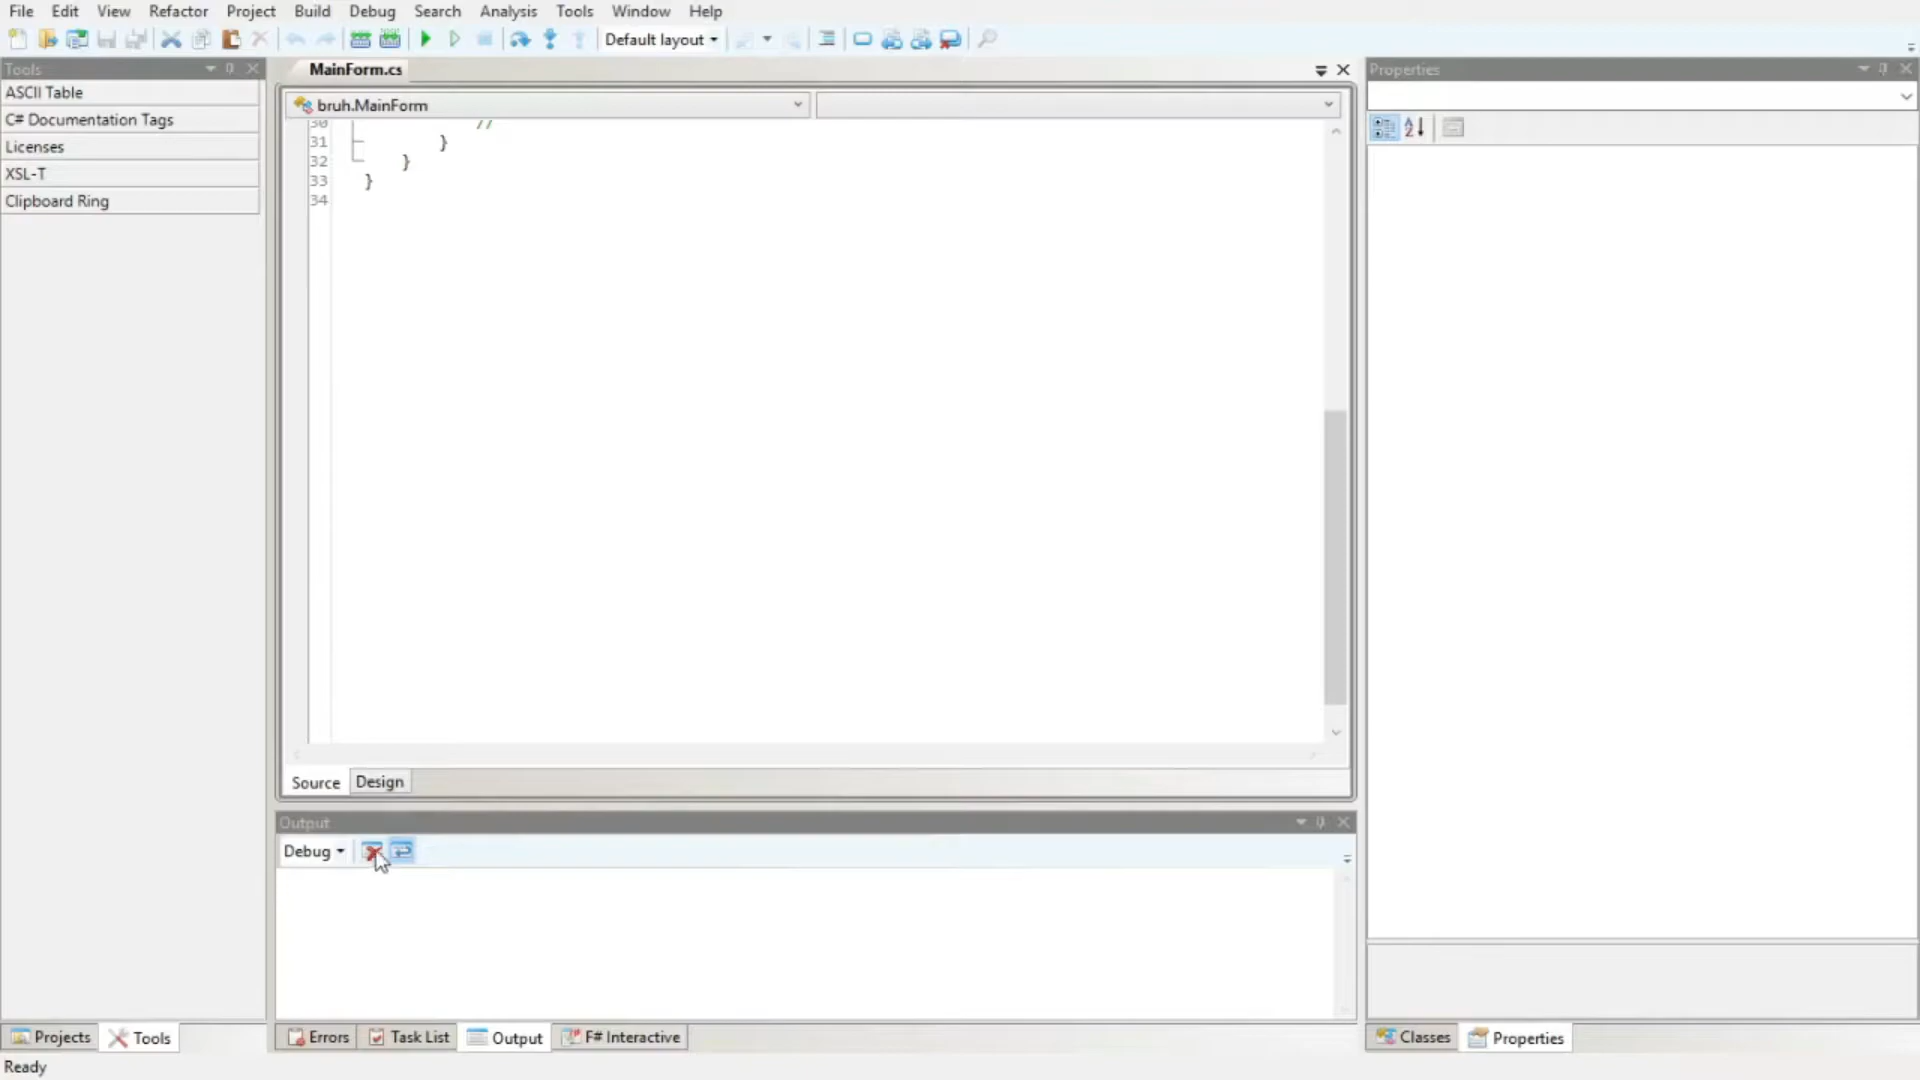 File Edit View Refactor Project Build Debug Search Analysis Tools Window Help
Default layout
Tools
MainForm.cs
Properties
ASCII Table
C# Documentation Tags
Licenses
XSL-T
Clipboard Ring
bruh.MainForm
30 //
31 }
32 }
33 }
34
Source Design
Output
Debug
Projects Tools
Errors Task List Output F# Interactive
Classes Properties
Ready